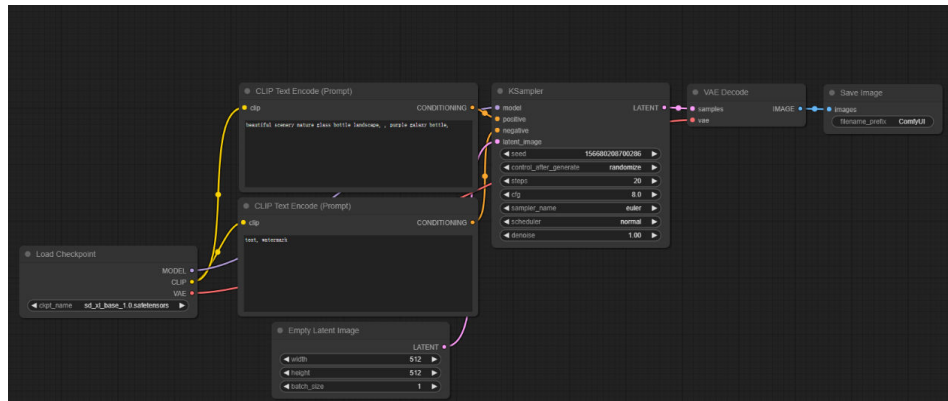 CLIP Text Encode (Prompt)
clip
CONDITIONING
beautiful scenery nature glass bottle landscape, , purple galaxy bottle,
CLIP Text Encode (Prompt)
clip
CONDITIONING
text, watermark
Load Checkpoint
MODEL
CLIP
VAE
ckpt_name sd_xl_base_1.0.safetensors
Empty Latent Image
LATENT
width 512
height 512
batch_size 1
KSampler
model
LATENT
positive
negative
latent_image
seed 156680208700286
control_after_generate randomize
steps 20
cfg 8.0
sampler_name euler
scheduler normal
denoise 1.00
VAE Decode
samples
IMAGE
vae
Save Image
images
filename_prefix ComfyUI